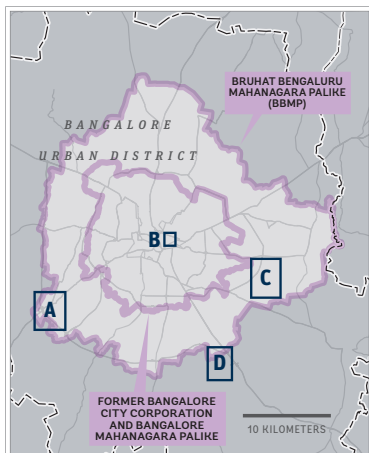 BRUHAT BENGALURU
MAHANAGARA PALIKE
(BBMP)
BANGALORE
URBAN DISTRICT
B
C
A
D
FORMER BANGALORE
CITY CORPORATION
AND BANGALORE
MAHANAGARA PALIKE
10 KILOMETERS